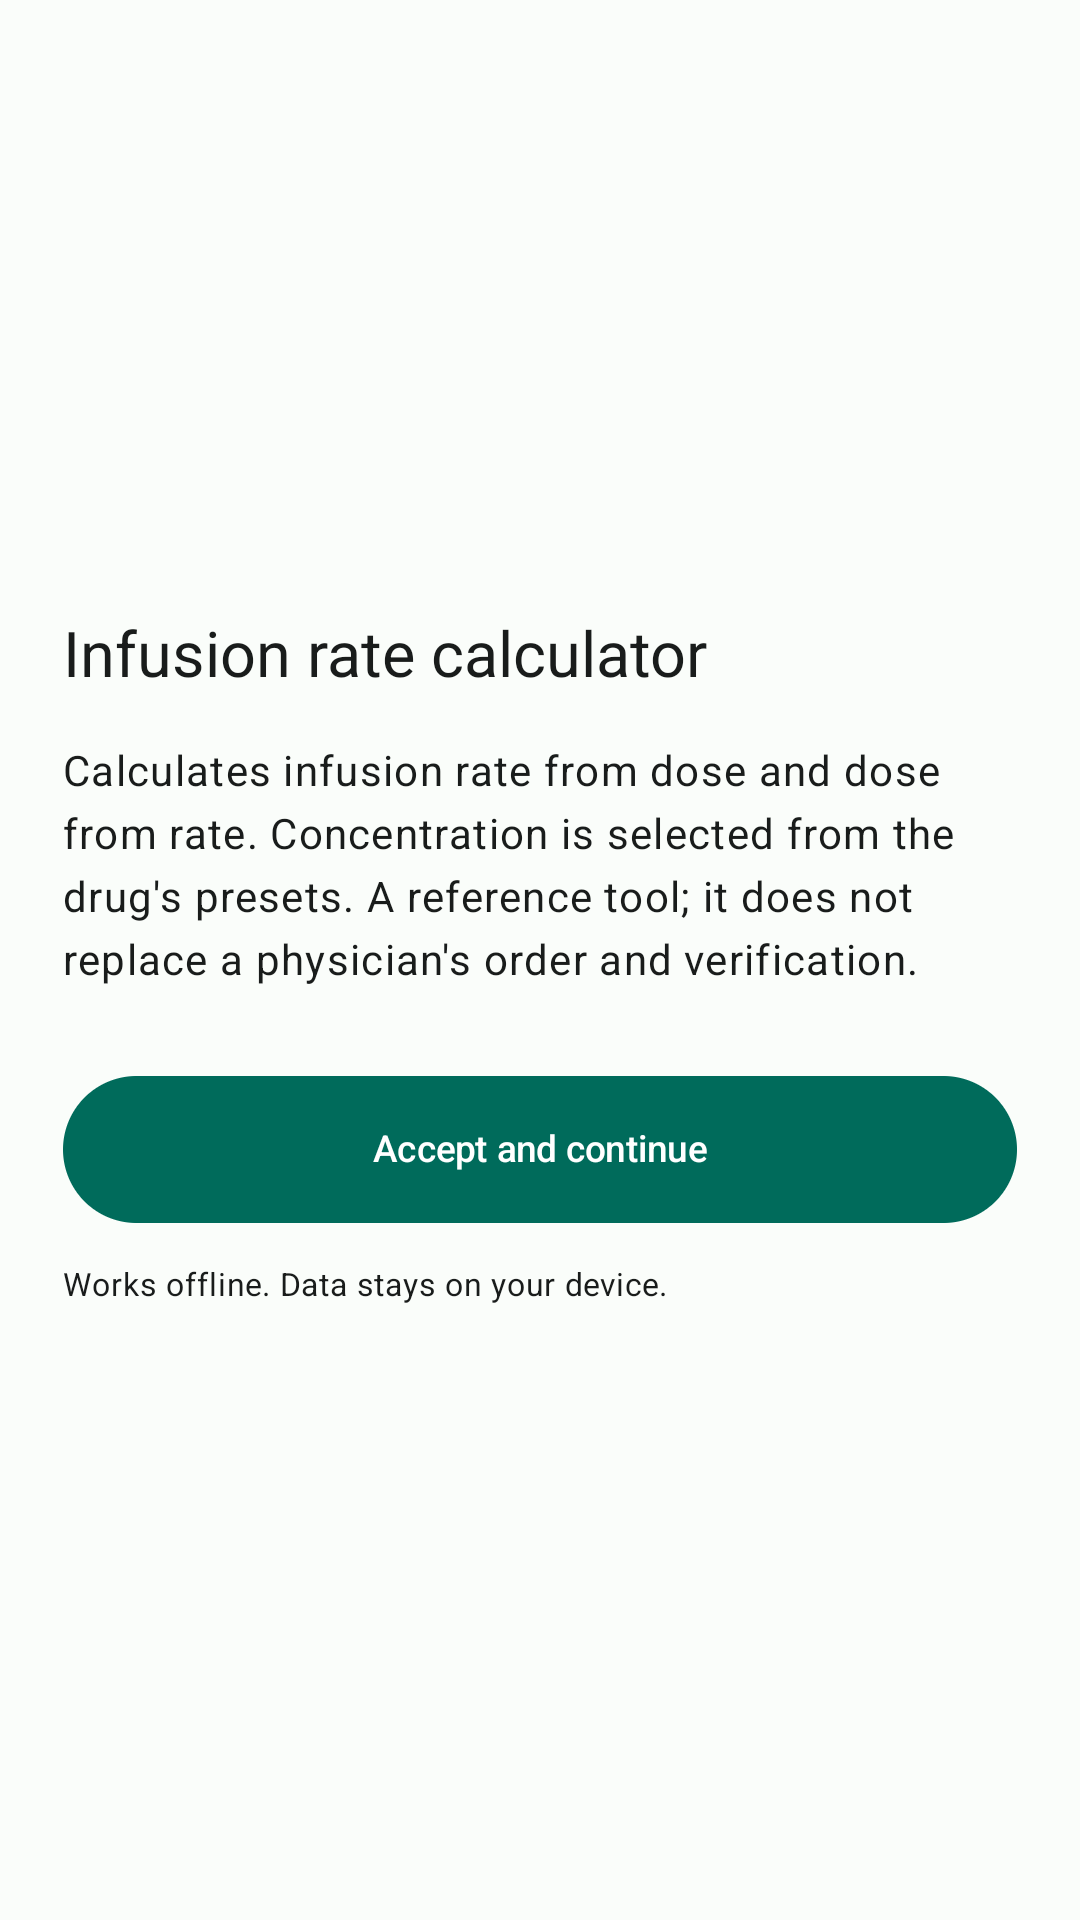 Infusion rate calculator
Calculates infusion rate from dose and dose
from rate. Concentration is selected from the
drug's presets. A reference tool; it does not
replace a physician's order and verification.
Accept and continue
Works offline. Data stays on your device.